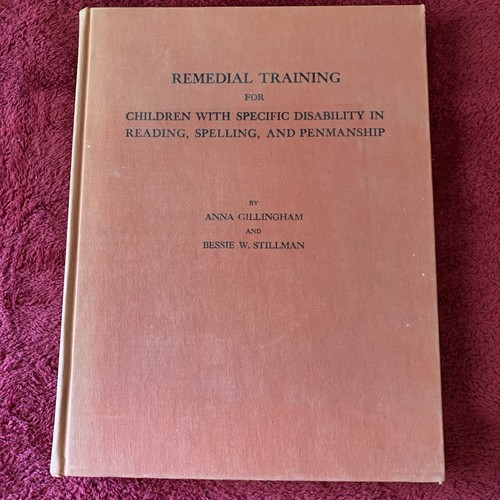 REMEDIAL TRAINING
FOR
CHILDREN WITH SPECIFIC DISABILITY IN
READING, SPELLING, AND PENMANSHIP
BY
ANNA GILLINGHAM
AND
BESSIE W. STILLMAN